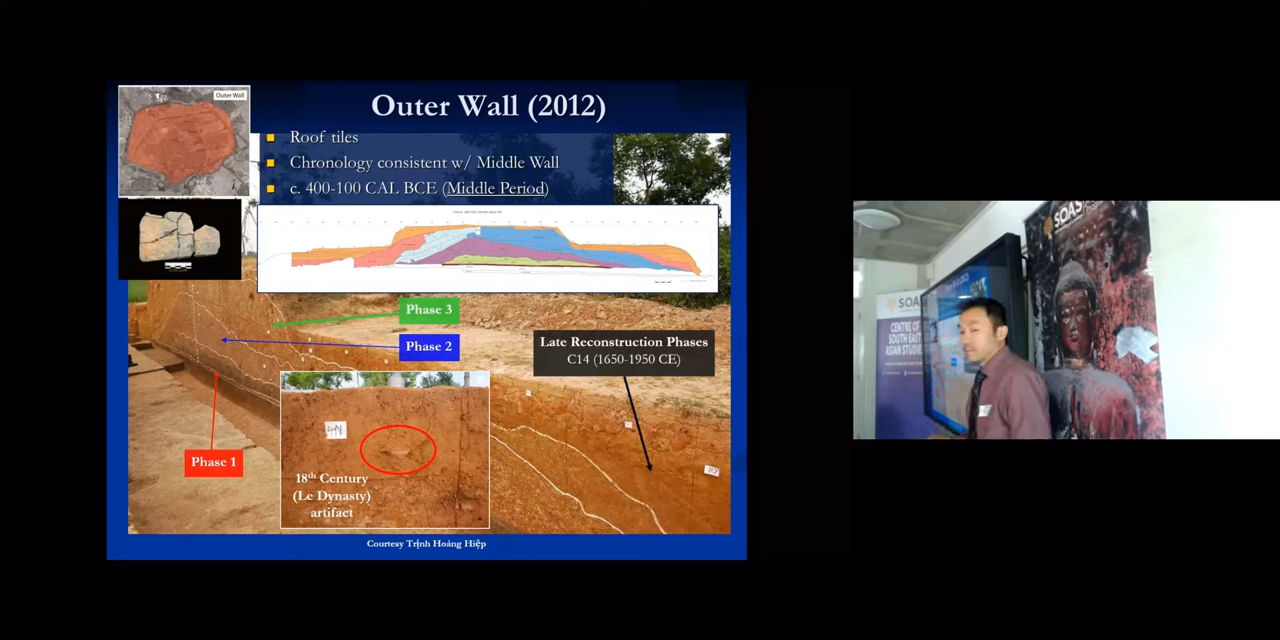 Outer Wall
Outer Wall (2012)
Roof tiles
Chronology consistent w/ Middle Wall
c. 400-100 CAL BCE (Middle Period)
Phase 3
Phase 2
Late Reconstruction Phases
C14 (1650-1950 CE)
Phase 1
18th Century
(Le Dynasty)
artifact
Courtesy Trịnh Hoàng Hiệp
SOAS
SOAS
CENTRE OF
SOUTH EAST
ASIAN STUDIES